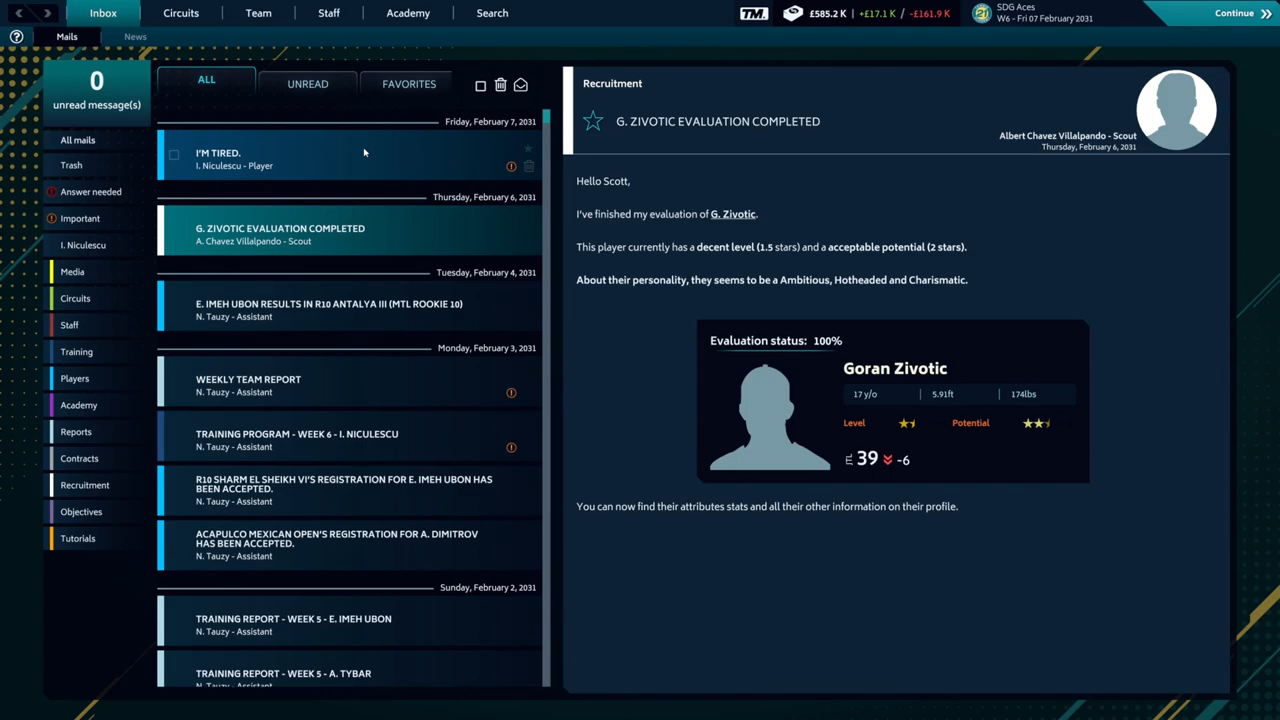 Inbox
Circuits
Team
Staff
Academy
Search
TM.
£585.2 K
+£17.1 K / -£161.9K
21
SDG Aces
W6 - Fri 07 February 2031
Continue
Mails
News
0
unread message(s)
All mails
Trash
Answer needed
Important
I. Niculescu
Media
Circuits
Staff
Training
Players
Academy
Reports
Contracts
Recruitment
Objectives
Tutorials
ALL
UNREAD
FAVORITES
Friday, February 7, 2031
I'M TIRED.
I. Niculescu - Player
Thursday, February 6, 2031
G. ZIVOTIC EVALUATION COMPLETED
A. Chavez Villalpando - Scout
Tuesday, February 4, 2031
E. IMEH UBON RESULTS IN R10 ANTALYA III (MTL ROOKIE 10)
N. Tauzy - Assistant
Monday, February 3, 2031
WEEKLY TEAM REPORT
N. Tauzy - Assistant
TRAINING PROGRAM - WEEK 6 - I. NICULESCU
N. Tauzy - Assistant
R10 SHARM EL SHEIKH VI'S REGISTRATION FOR E. IMEH UBON HAS
BEEN ACCEPTED.
N. Tauzy - Assistant
ACAPULCO MEXICAN OPEN'S REGISTRATION FOR A. DIMITROV
HAS BEEN ACCEPTED.
N. Tauzy - Assistant
Sunday, February 2, 2031
TRAINING REPORT - WEEK 5 - E. IMEH UBON
N. Tauzy - Assistant
TRAINING REPORT - WEEK 5 - A. TYBAR
N. Tauzy - Assistant
Recruitment
G. ZIVOTIC EVALUATION COMPLETED
Albert Chavez Villalpando - Scout
Thursday, February 6, 2031
Hello Scott,
I've finished my evaluation of G. Zivotic.
This player currently has a decent level (1.5 stars) and a acceptable potential (2 stars).
About their personality, they seems to be a Ambitious, Hotheaded and Charismatic.
Evaluation status: 100%
Goran Zivotic
17 y/o
5.91ft
174lbs
Level
Potential
39 -6
You can now find their attributes stats and all their other information on their profile.